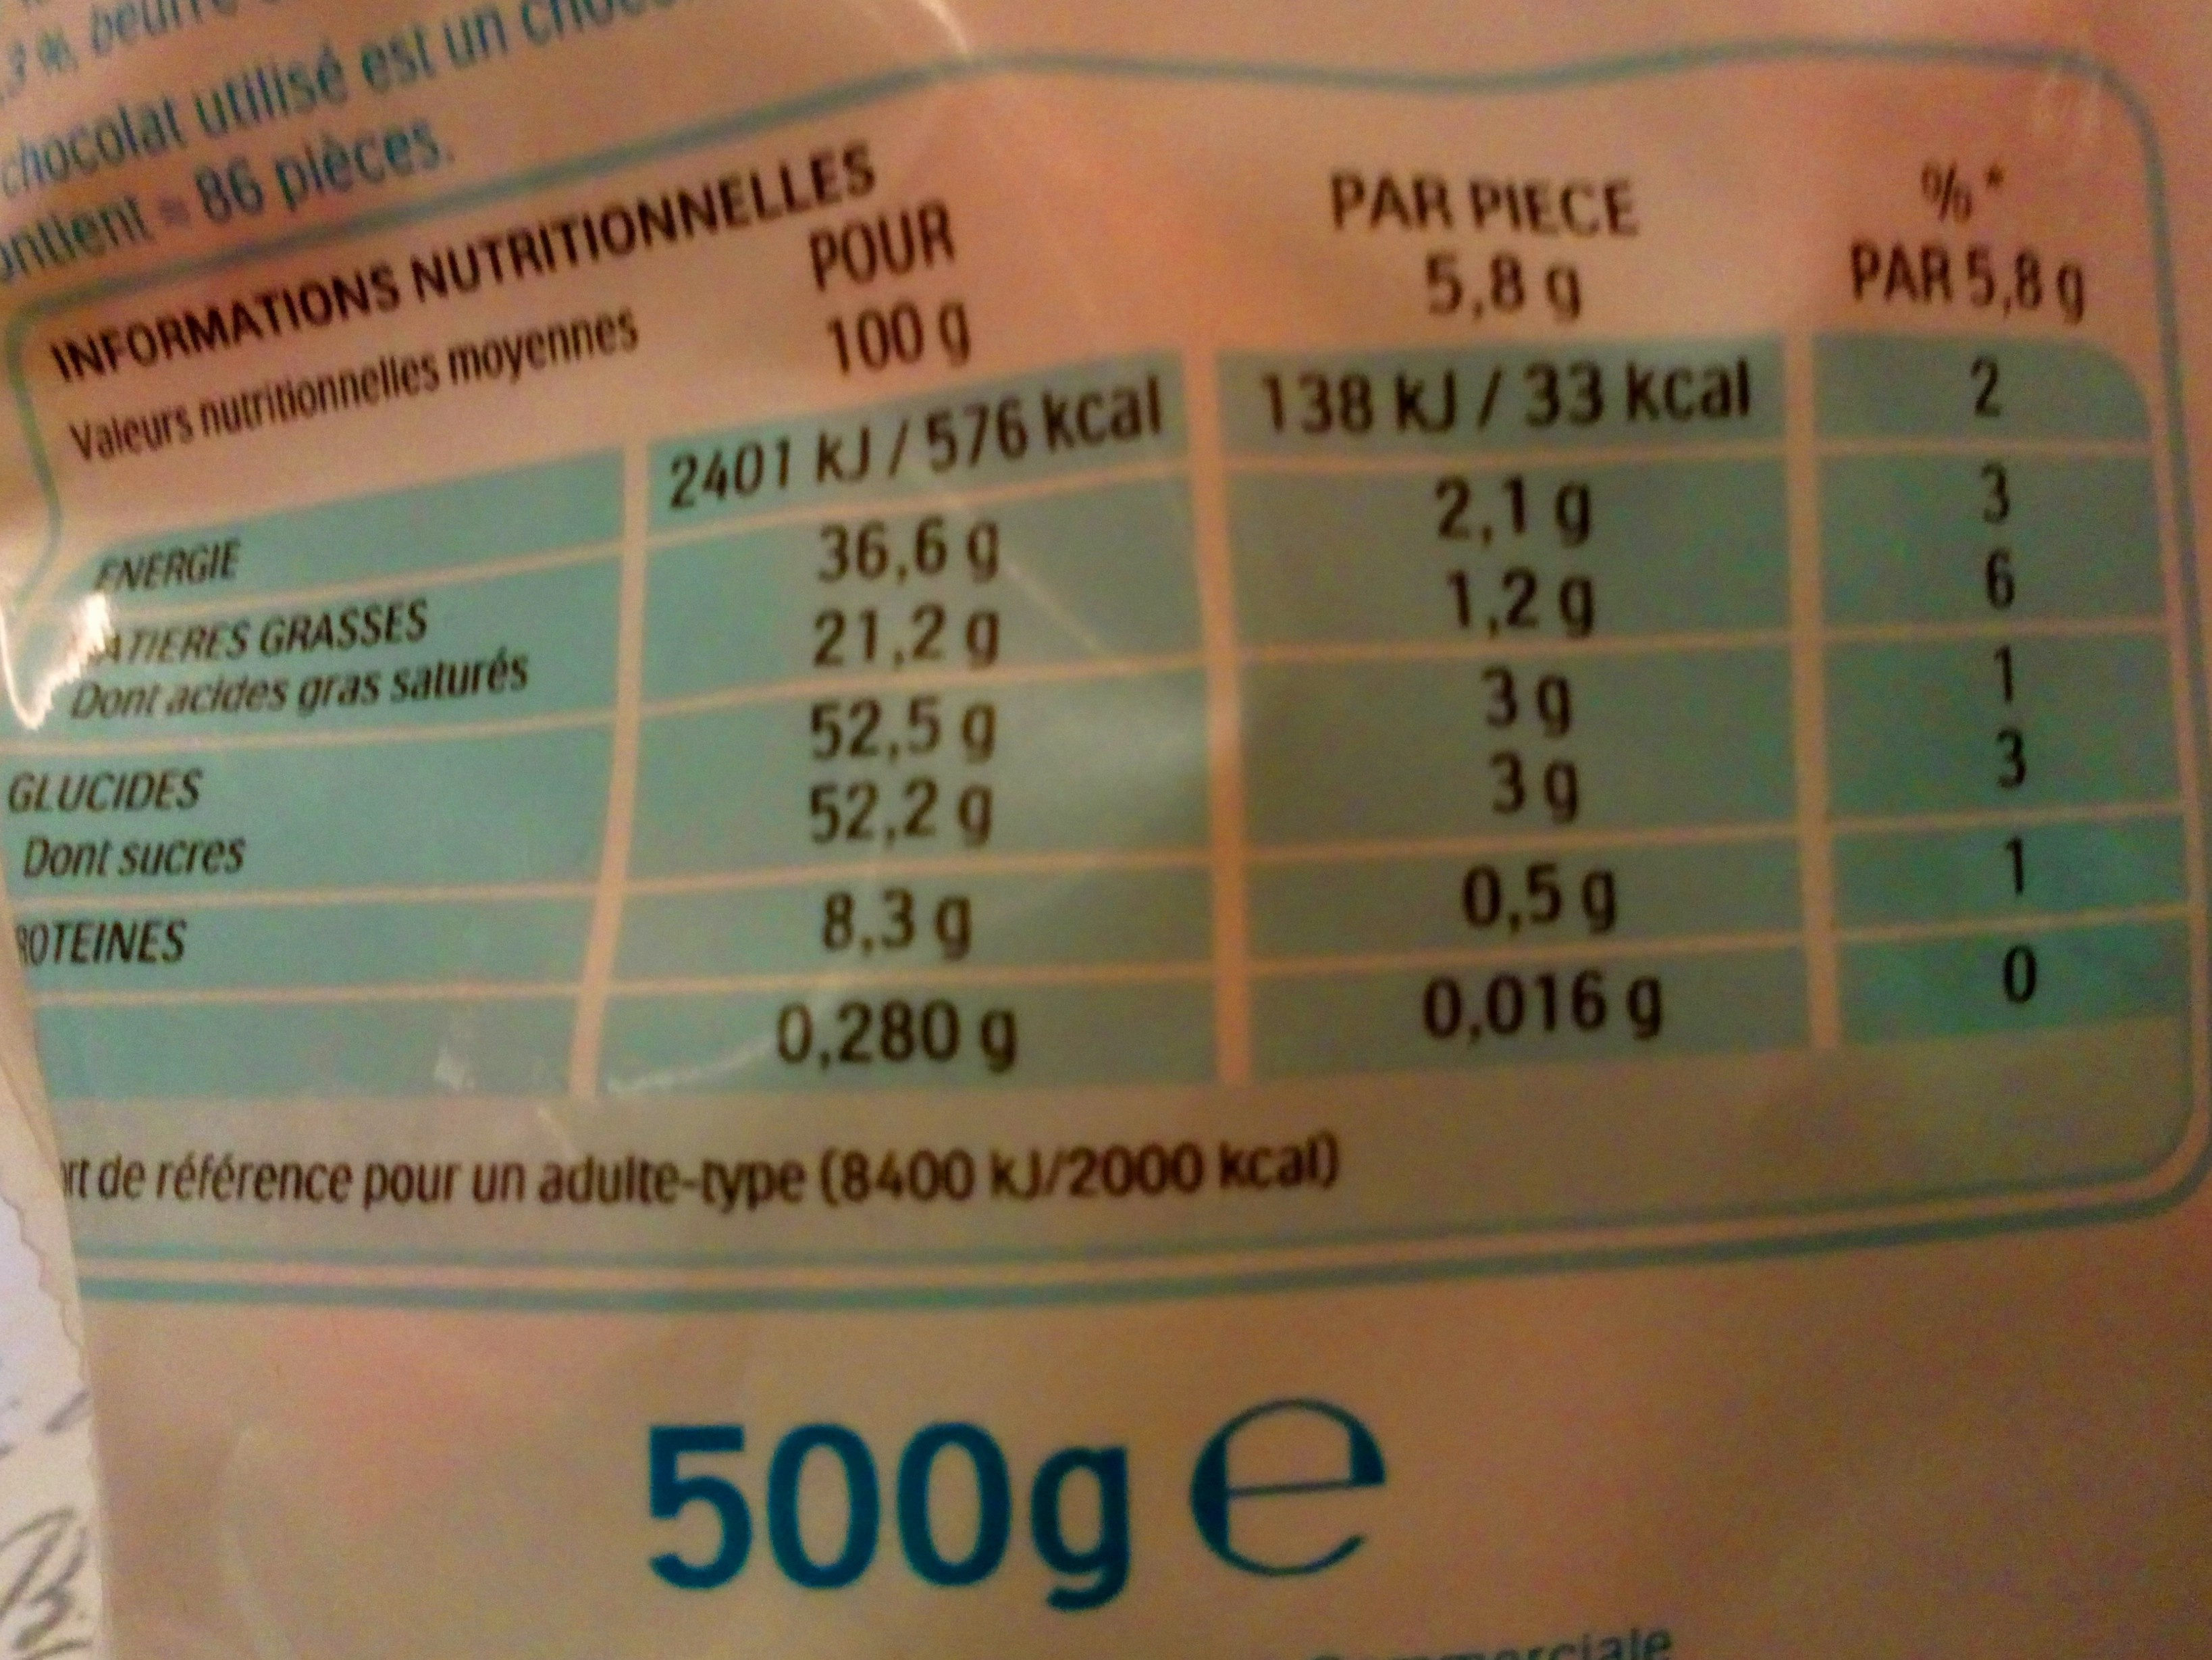 chocolat utilisé est un
86 pièces.
INFORMATIONS NUTRITIONNELLES
Valeurs nutritionnelles moyennes POUR 100 g PAR PIECE 5,8 g %* PAR 5,8 g
ENERGIE 2401 kJ / 576 kcal 138 kJ / 33 kcal 2
ATIERES GRASSES 36,6 g 2,1 g 3
Dont acides gras saturés 21,2 g 1,2 g 6
GLUCIDES 52,5 g 3 g 1
Dont sucres 52,2 g 3 g 3
ROTEINES 8,3 g 0,5 g 1
0,280 g 0,016 g 0
de référence pour un adulte-type (8400 kJ/2000 kcal)
500g e